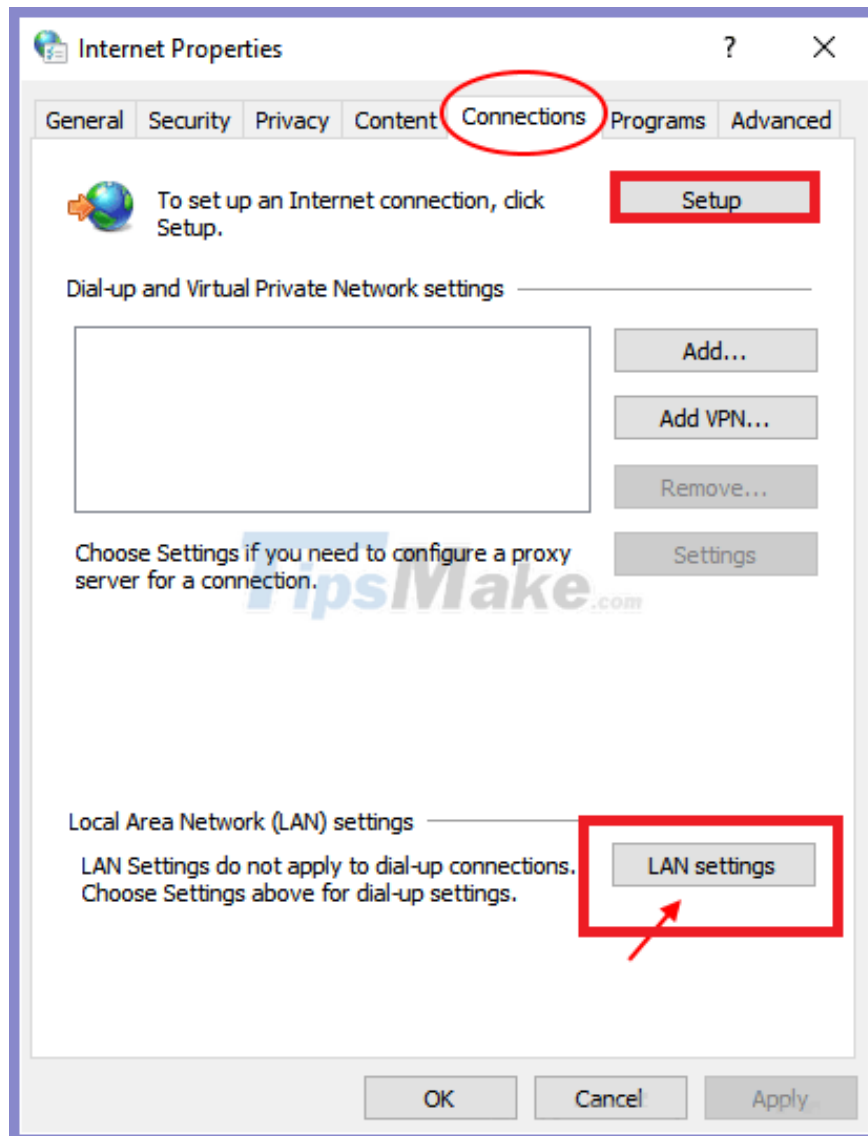 Internet Properties
?
General Security Privacy Content Connections Programs Advanced
To set up an Internet connection, click
Setup.
Setup
Dial-up and Virtual Private Network settings
Add...
Add VPN...
Remove...
Choose Settings if you need to configure a proxy
server for a connection.
Settings
TipsMake.com
Local Area Network (LAN) settings
LAN Settings do not apply to dial-up connections.
Choose Settings above for dial-up settings.
LAN settings
OK Cancel Apply